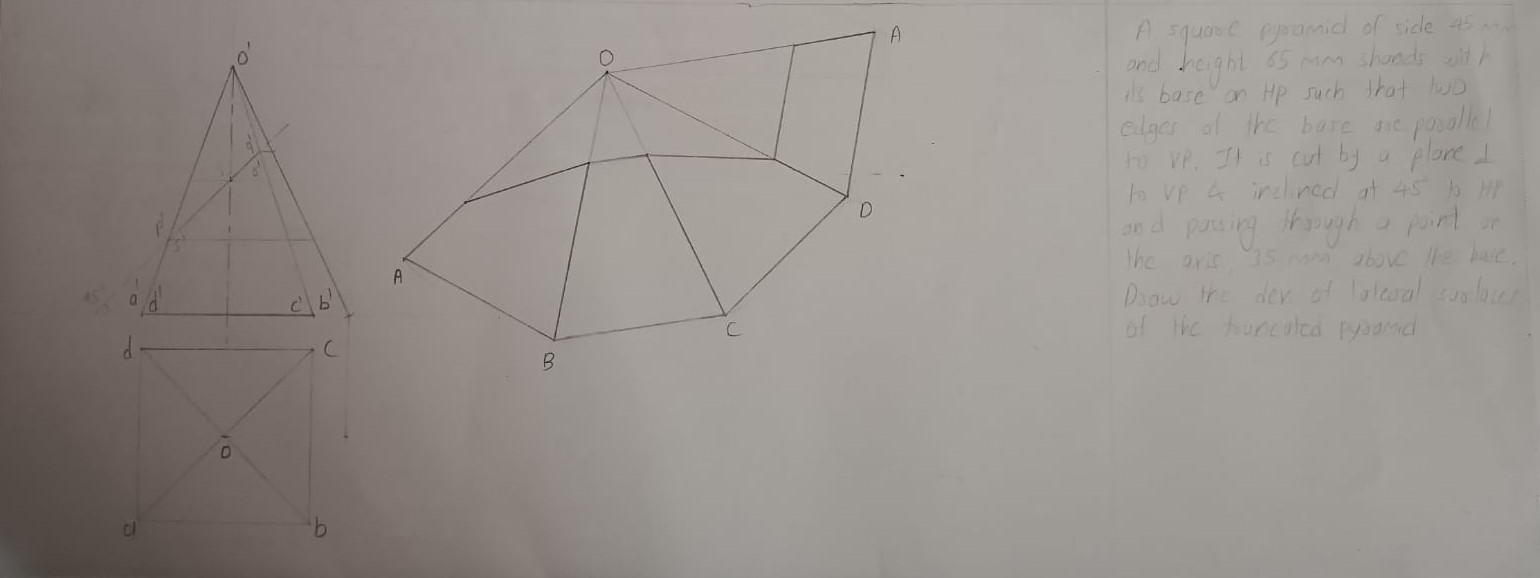 O'
q'
r'
p'
s'
45°
a' d' c' b'
d c
o
a b
O
A
A
B
C
D
A square pyramid of side 45 mm
and height 65 mm stands with
its base on HP such that two
edges of the base are parallel
to VP. It is cut by a plane ⊥
to VP & inclined at 45° to HP
and passing through a point on
the axis, 35 mm above the base.
Draw the dev of lateral surfaces
of the truncated pyramid